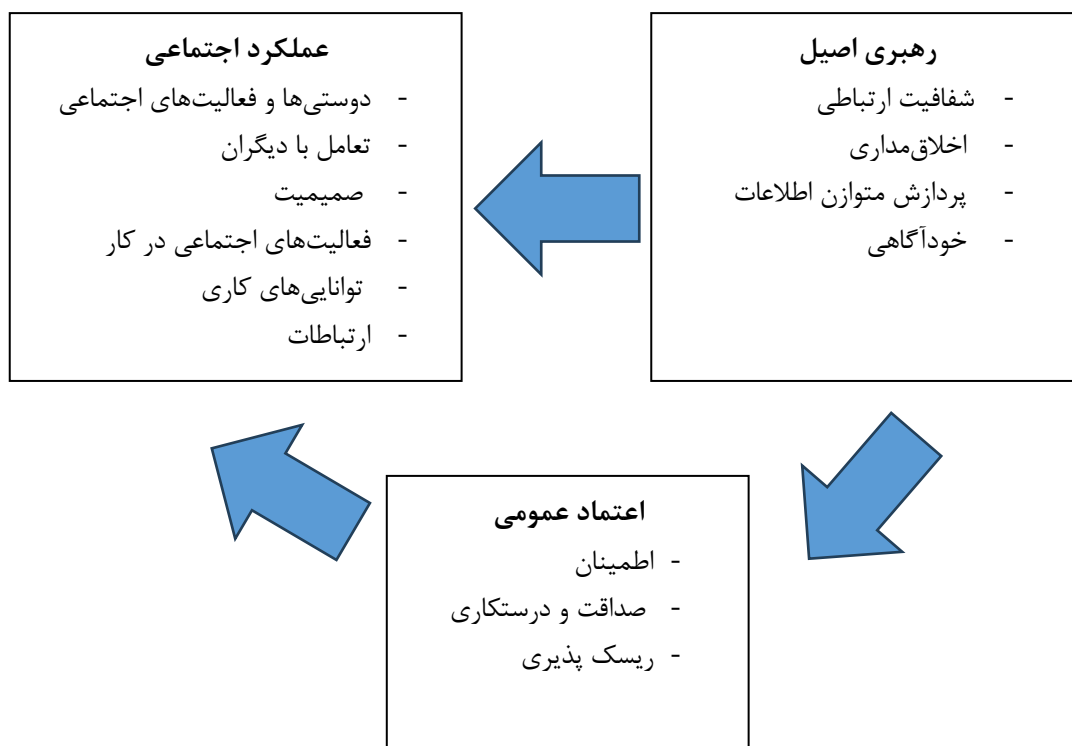 رهبری اصیل
- شفافیت ارتباطی
- اخلاق‌مداری
- پردازش متوازن اطلاعات
- خودآگاهی
عملکرد اجتماعی
- دوستی‌ها و فعالیت‌های اجتماعی
- تعامل با دیگران
- صمیمیت
- فعالیت‌های اجتماعی در کار
- توانایی‌های کاری
- ارتباطات
اعتماد عمومی
- اطمینان
- صداقت و درستکاری
- ریسک پذیری